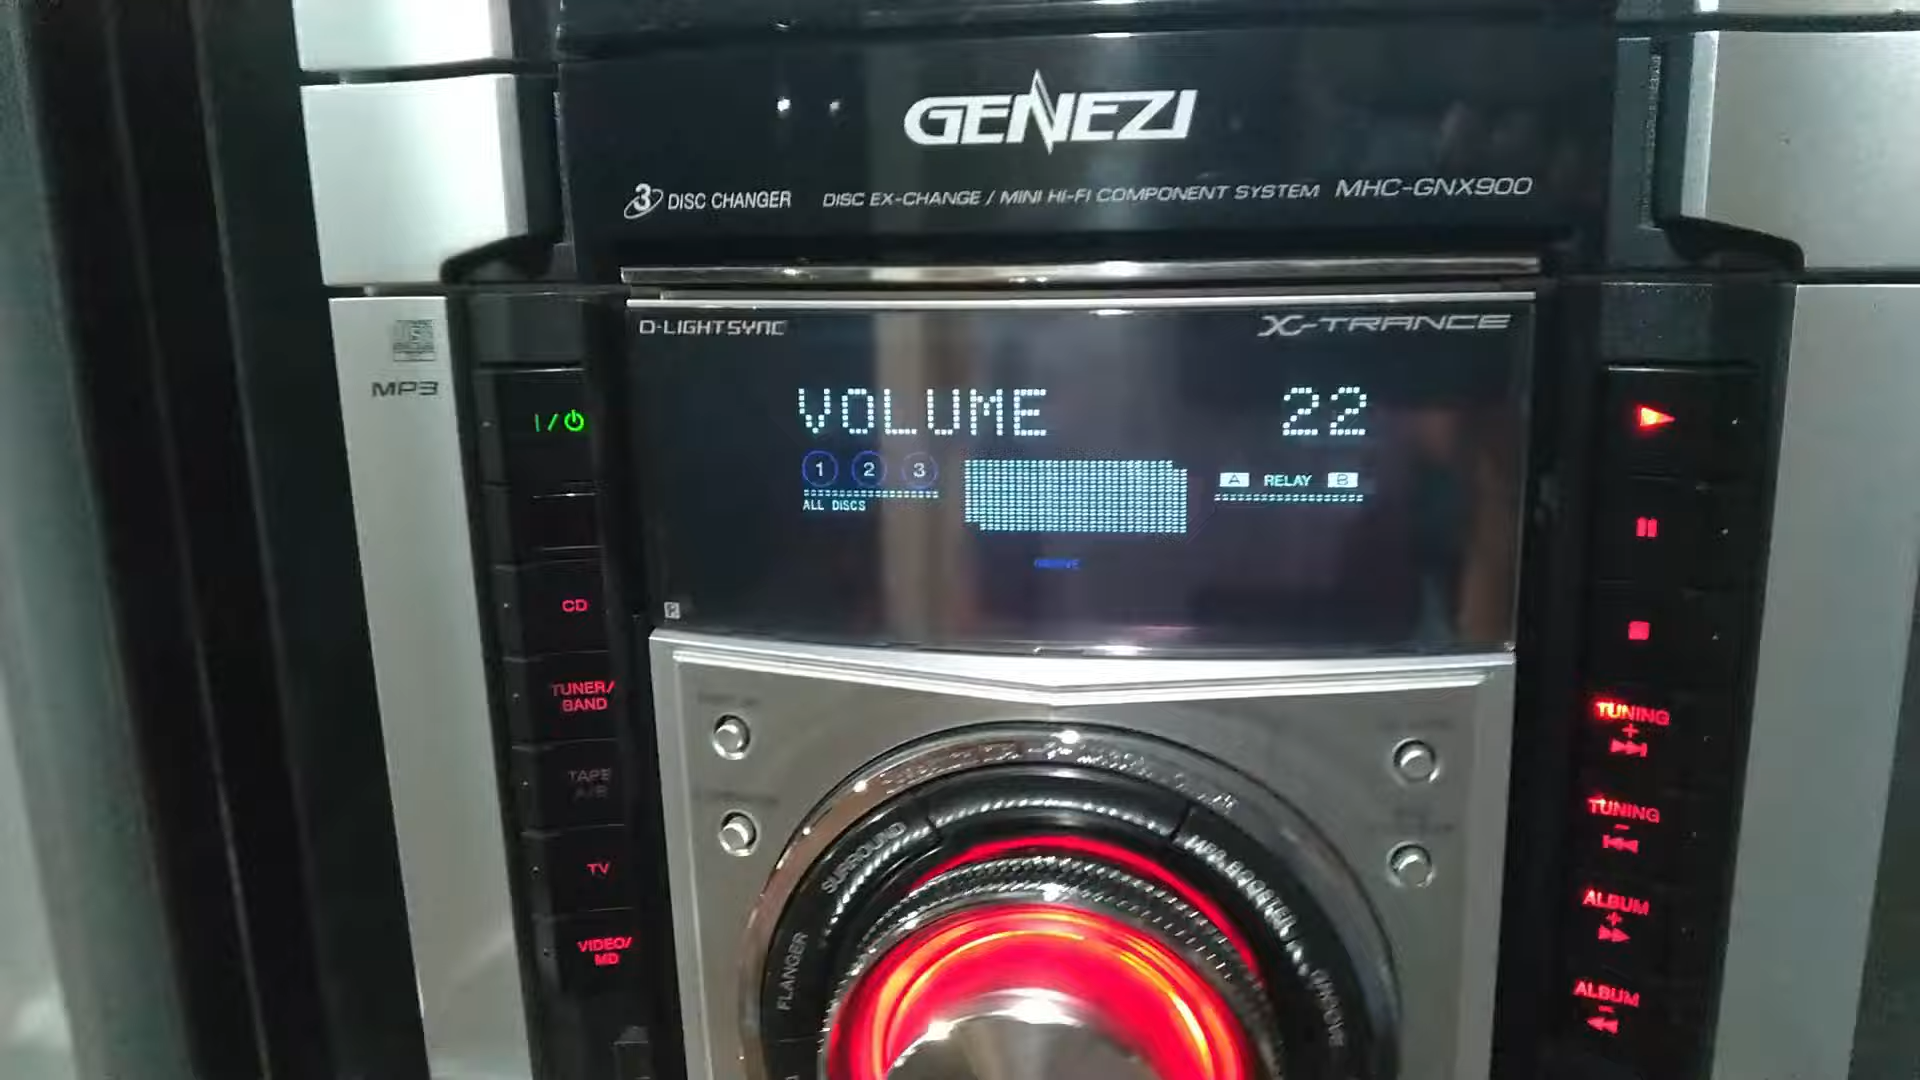 GENEZI
3 DISC CHANGER DISC EX-CHANGE / MINI HI-FI COMPONENT SYSTEM MHC-GNX900
D-LIGHT SYNC X-TRANCE
MP3
I/⏻
VOLUME 22
1 2 3
ALL DISCS
A RELAY B
GROOVE
CD
TUNER/
BAND
TAPE
A/B
TV
VIDEO/
MD
TUNING
+
TUNING
-
ALBUM
+
ALBUM
-
SURROUND
FLANGER